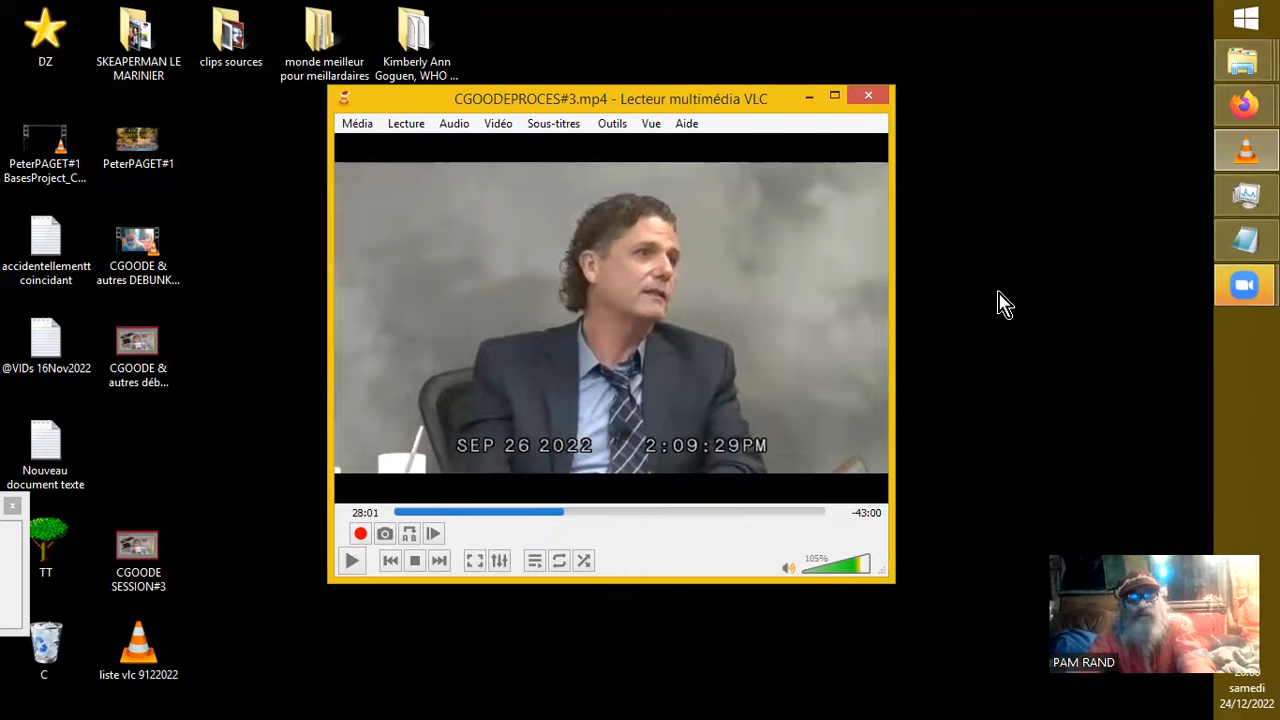 DZ
SKEAPERMAN LE
MARINIER
clips sources
monde meilleur
pour meillardaires
Kimberly Ann
Goguen, WHO ...
CGOODEPROCES#3.mp4 - Lecteur multimédia VLC
Média Lecture Audio Vidéo Sous-titres Outils Vue Aide
PeterPAGET#1
BasesProject_C...
PeterPAGET#1
accidentellementt
coincidant
CGOODE &
autres DEBUNK...
@VIDs 16Nov2022
CGOODE &
autres déb...
Nouveau
document texte
SEP 26 2022 2:09:29PM
28:01
-43:00
105%
x
TT
CGOODE
SESSION#3
C
liste vlc 9122022
PAM RAND
samedi
24/12/2022